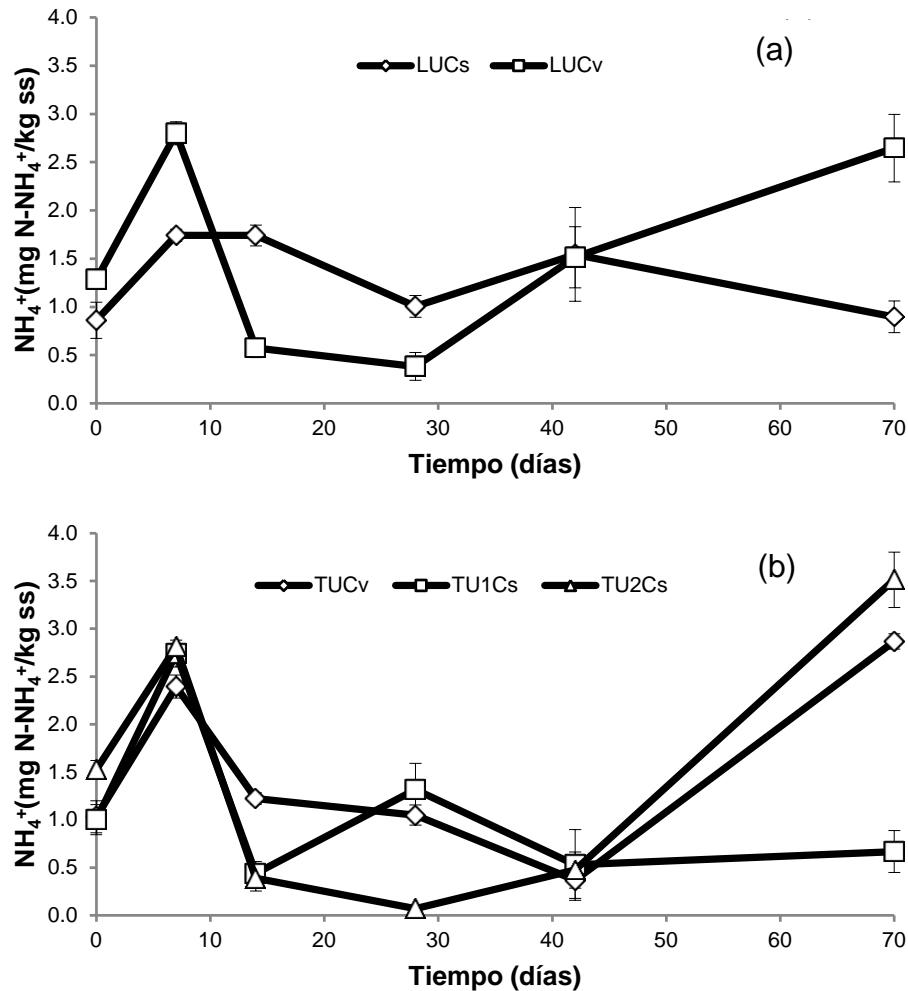 (a)
LUCs LUCv
NH₄⁺(mg N-NH₄⁺/kg ss)
4.0
3.5
3.0
2.5
2.0
1.5
1.0
0.5
0.0
0 10 20 30 40 50 60 70
Tiempo (días)
(b)
TUCv TU1Cs TU2Cs
NH₄⁺(mg N-NH₄⁺/kg ss)
4.0
3.5
3.0
2.5
2.0
1.5
1.0
0.5
0.0
0 10 20 30 40 50 60 70
Tiempo (días)